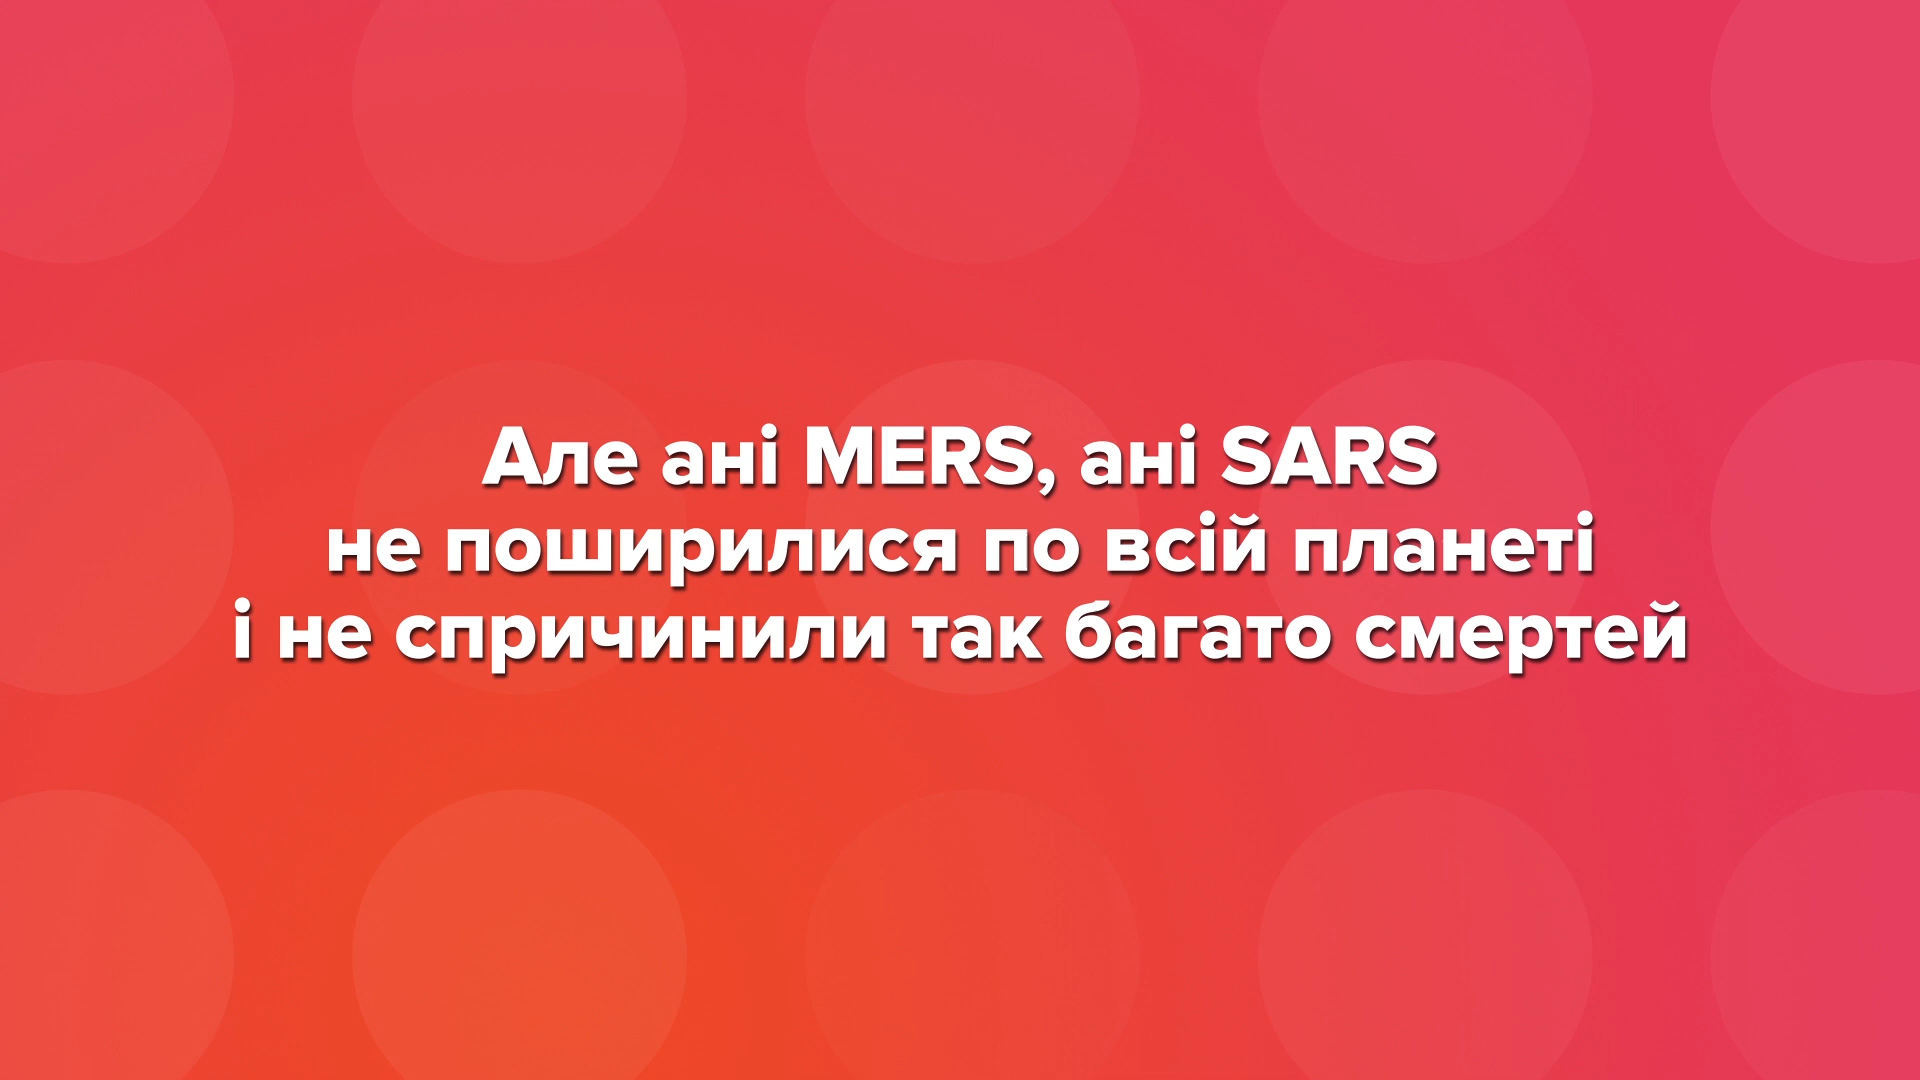 Але ані MERS, ані SARS
не поширилися по всій планеті
і не спричинили так багато смертей